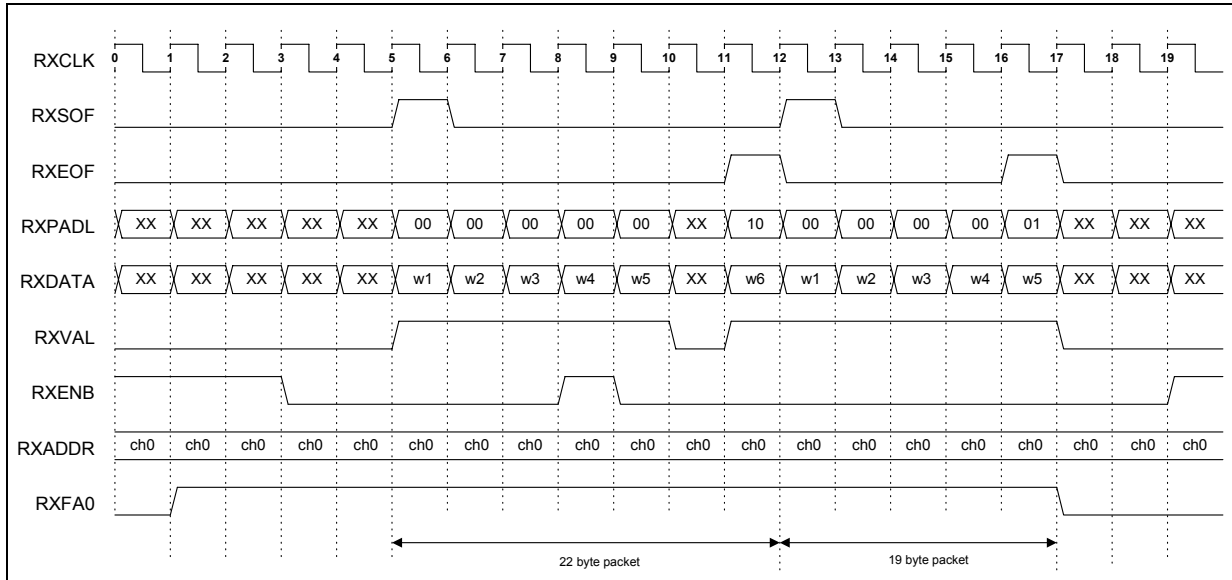 RXCLK 0 1 2 3 4 5 6 7 8 9 10 11 12 13 14 15 16 17 18 19
RXSOF
RXEOF
RXPADL XX XX XX XX XX 00 00 00 00 00 XX 10 00 00 00 00 01 XX XX XX
RXDATA XX XX XX XX XX w1 w2 w3 w4 w5 XX w6 w1 w2 w3 w4 w5 XX XX XX
RXVAL
RXENB
RXADDR ch0 ch0 ch0 ch0 ch0 ch0 ch0 ch0 ch0 ch0 ch0 ch0 ch0 ch0 ch0 ch0 ch0 ch0 ch0 ch0
RXFA0
22 byte packet 19 byte packet